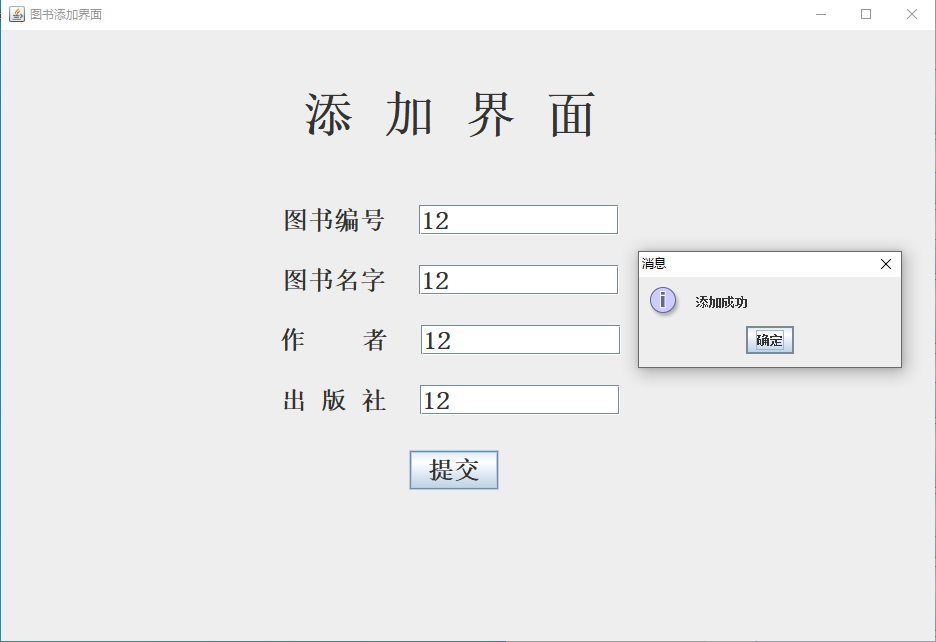 图书添加界面
添 加 界 面
图书编号 12
图书名字 12
作 者 12
出 版 社 12
提交
消息
添加成功
确定